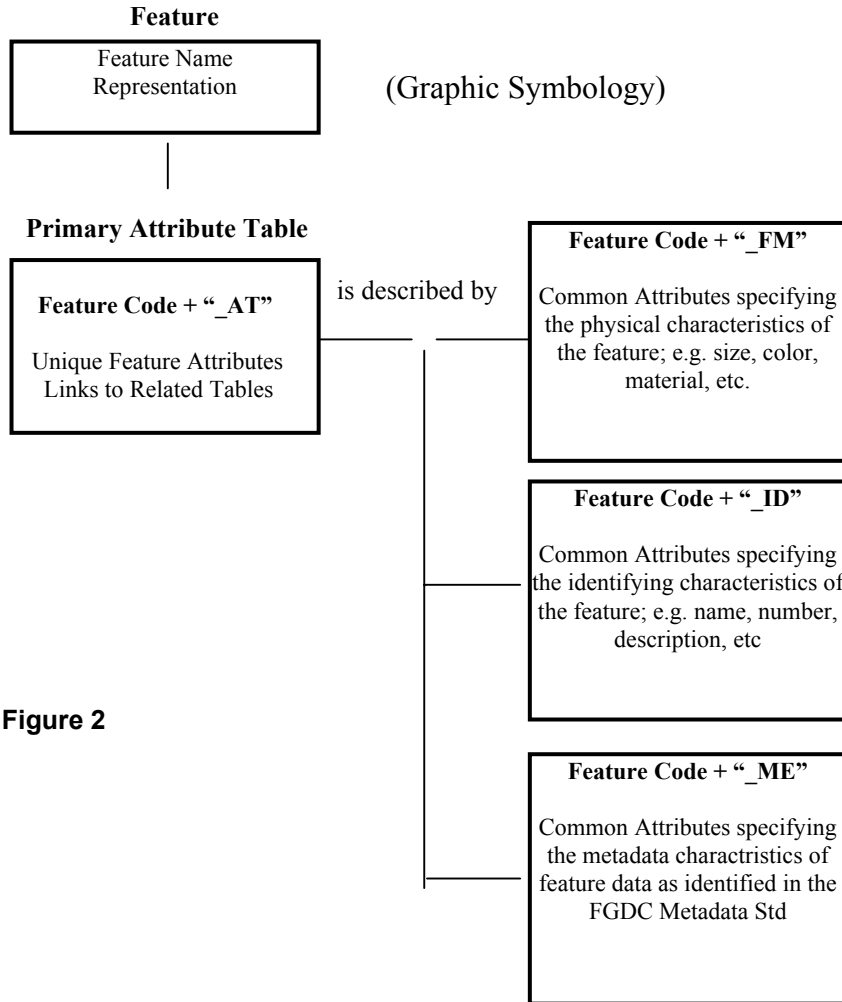 Feature
Feature Name
Representation
(Graphic Symbology)
Primary Attribute Table
Feature Code + “_AT”
Unique Feature Attributes
Links to Related Tables
is described by
Feature Code + “_FM”
Common Attributes specifying
the physical characteristics of
the feature; e.g. size, color,
material, etc.
Feature Code + “_ID”
Common Attributes specifying
the identifying characteristics of
the feature; e.g. name, number,
description, etc
Figure 2
Feature Code + “_ME”
Common Attributes specifying
the metadata charactristics of
feature data as identified in the
FGDC Metadata Std